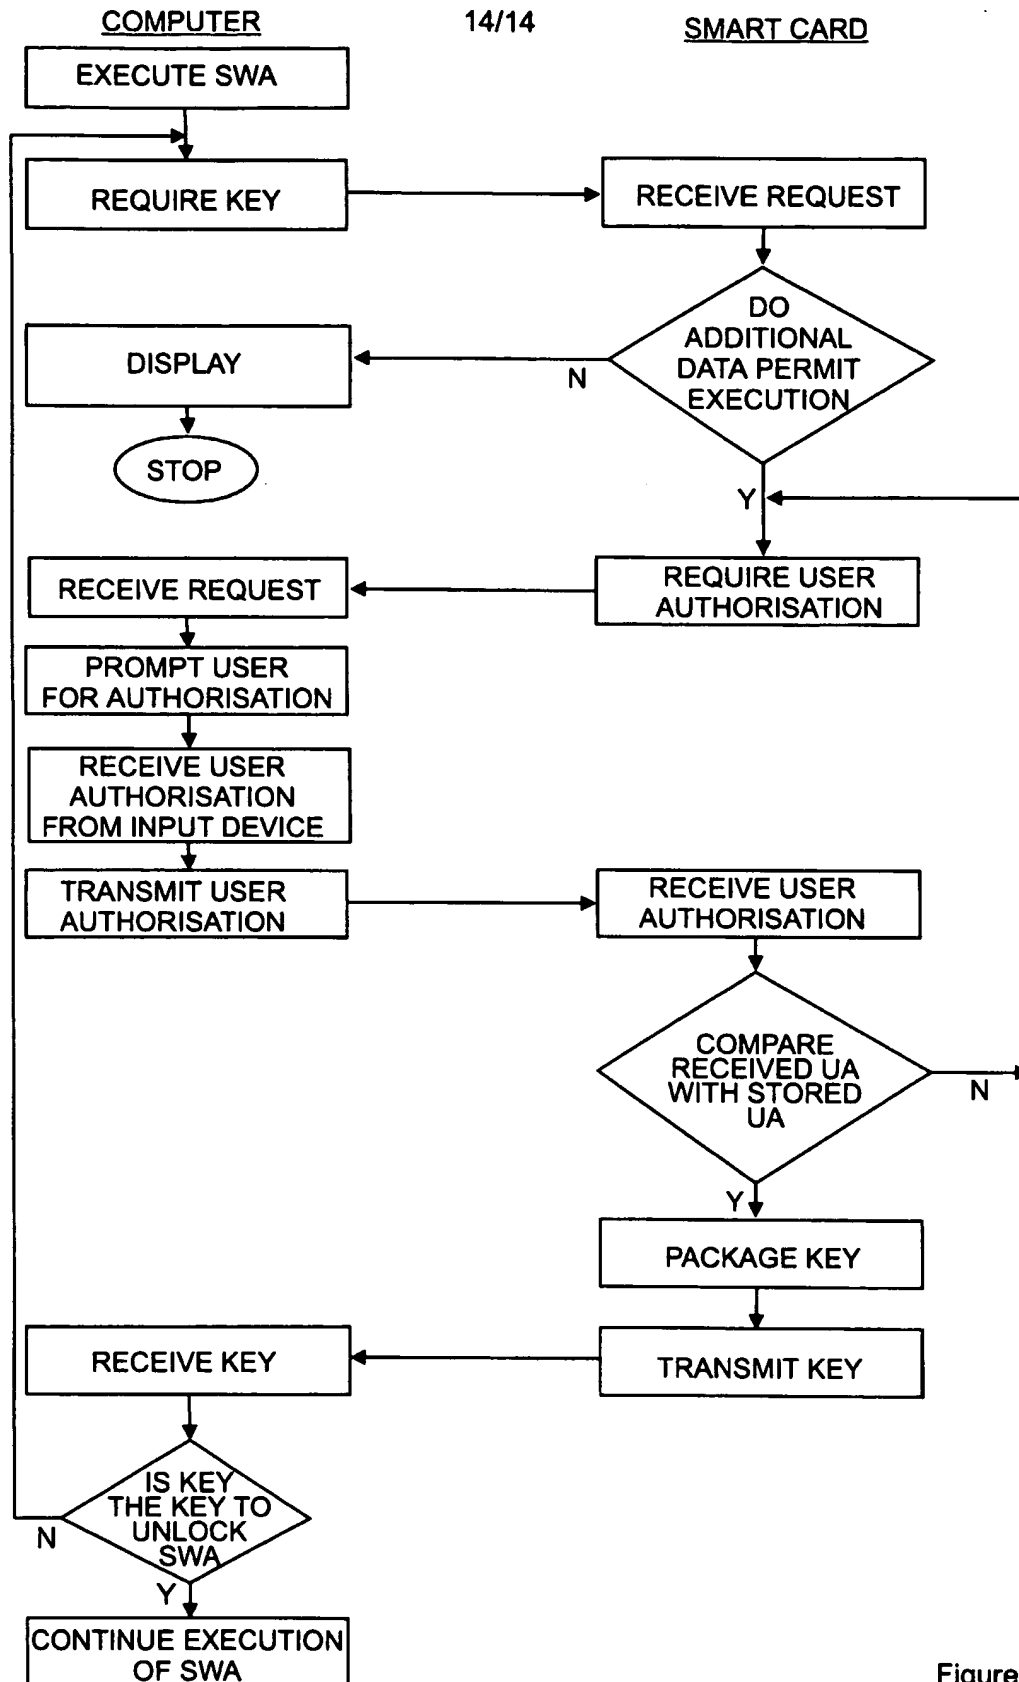 COMPUTER
14/14
SMART CARD
EXECUTE SWA
REQUIRE KEY
RECEIVE REQUEST
DO
ADDITIONAL
DATA PERMIT
EXECUTION
N
DISPLAY
STOP
Y
REQUIRE USER
AUTHORISATION
RECEIVE REQUEST
PROMPT USER
FOR AUTHORISATION
RECEIVE USER
AUTHORISATION
FROM INPUT DEVICE
TRANSMIT USER
AUTHORISATION
RECEIVE USER
AUTHORISATION
COMPARE
RECEIVED UA
WITH STORED
UA
N
Y
PACKAGE KEY
TRANSMIT KEY
RECEIVE KEY
IS KEY
THE KEY TO
UNLOCK
SWA
N
Y
CONTINUE EXECUTION
OF SWA
Figure